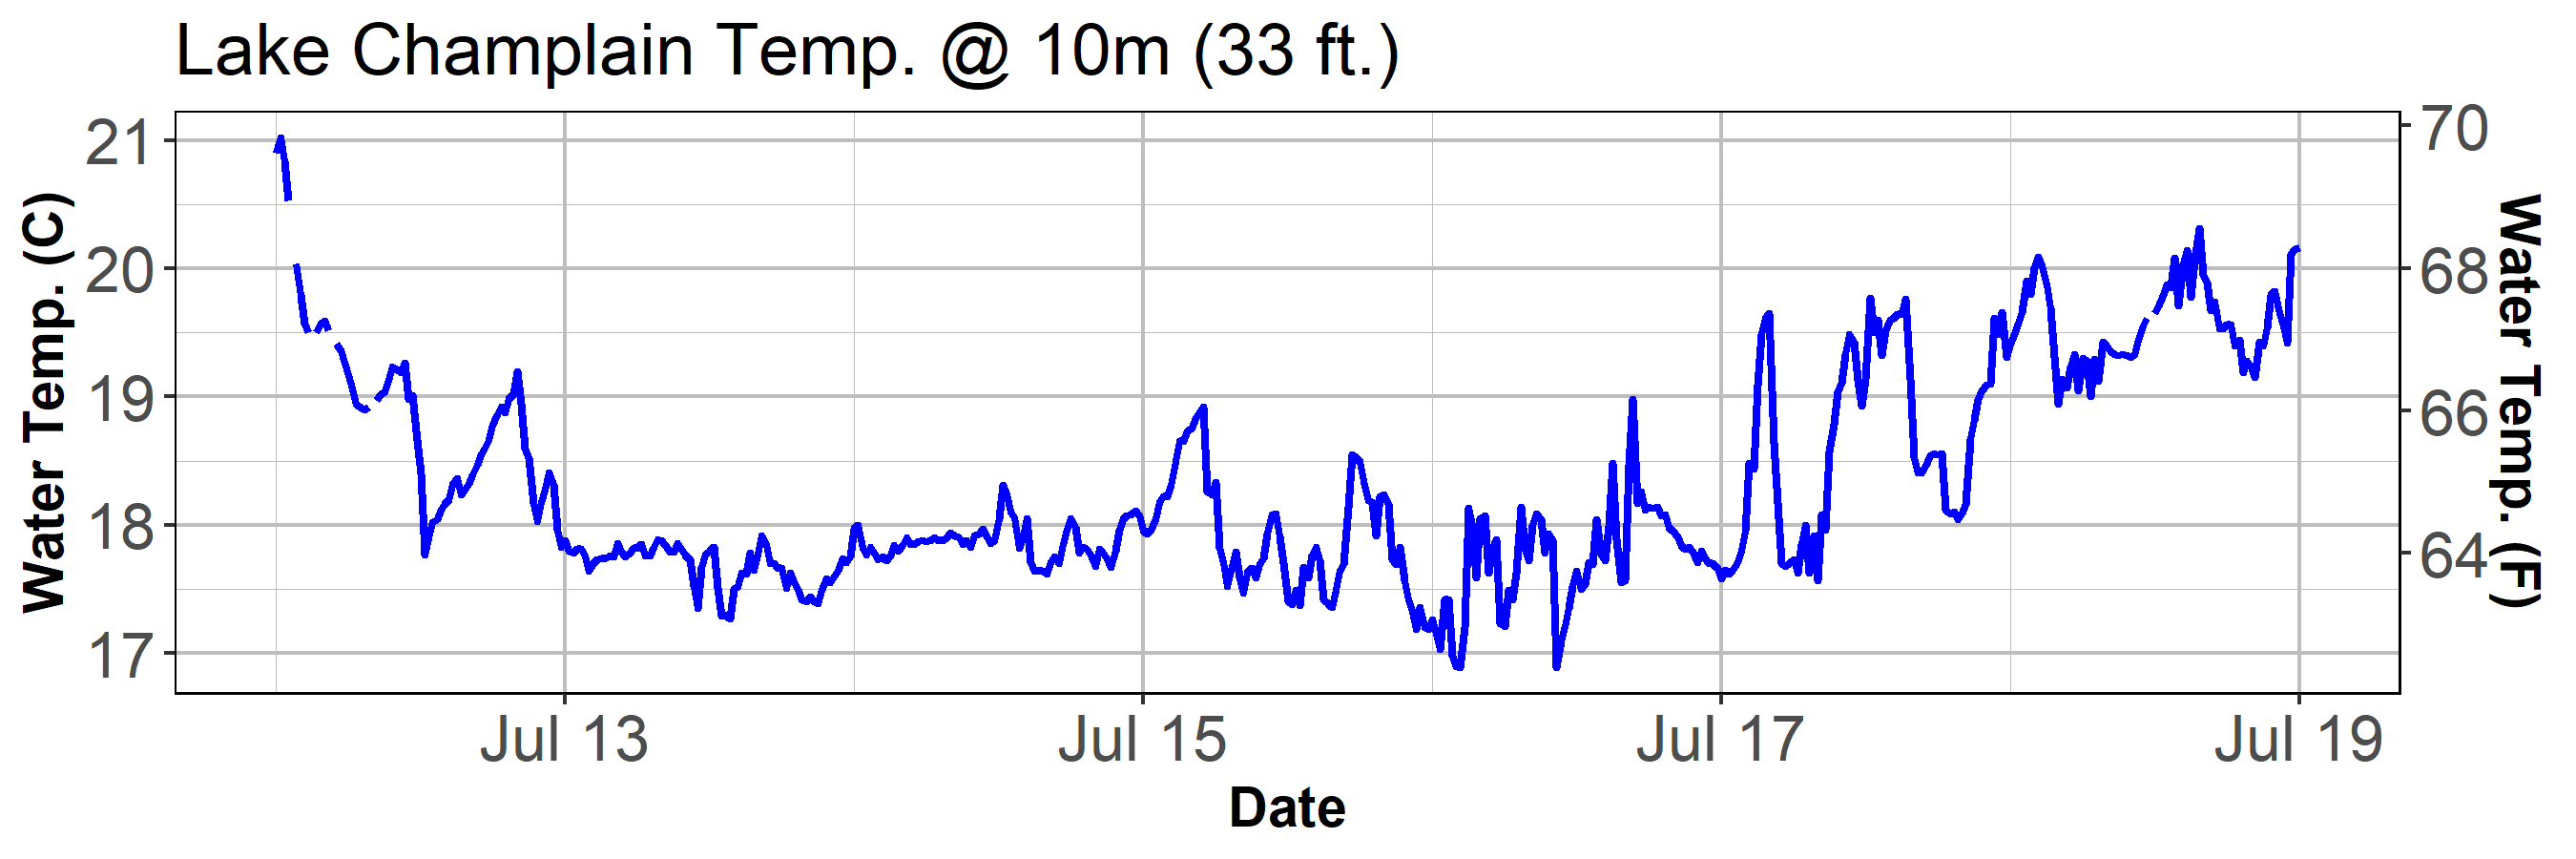 Lake Champlain Temp. @ 10m (33 ft.)
Water Temp. (C)
21
20
19
18
17
70
68
66
64
Water Temp. (F)
Jul 13
Jul 15
Jul 17
Jul 19
Date